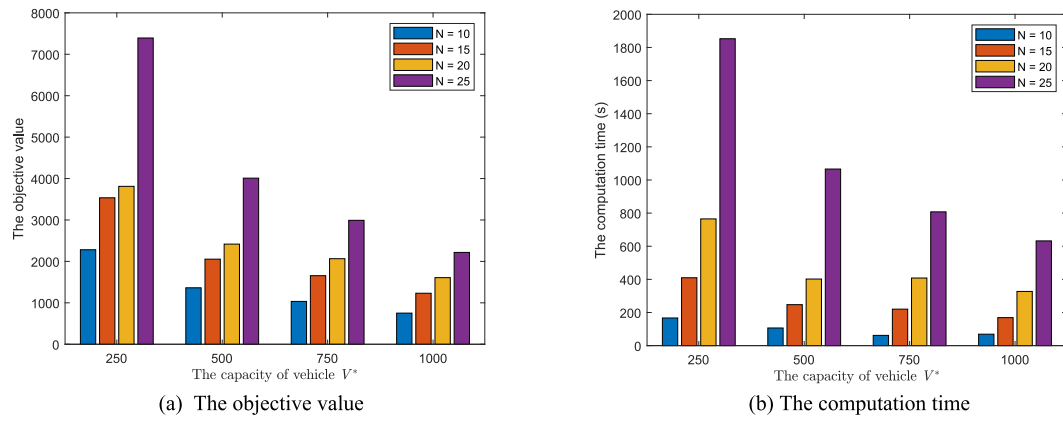 8000
7000
6000
5000
4000
3000
2000
1000
0
The objective value
N = 10
N = 15
N = 20
N = 25
250
500
750
1000
The capacity of vehicle V*
(a) The objective value
2000
1800
1600
1400
1200
1000
800
600
400
200
0
The computation time (s)
N = 10
N = 15
N = 20
N = 25
250
500
750
1000
The capacity of vehicle V*
(b) The computation time